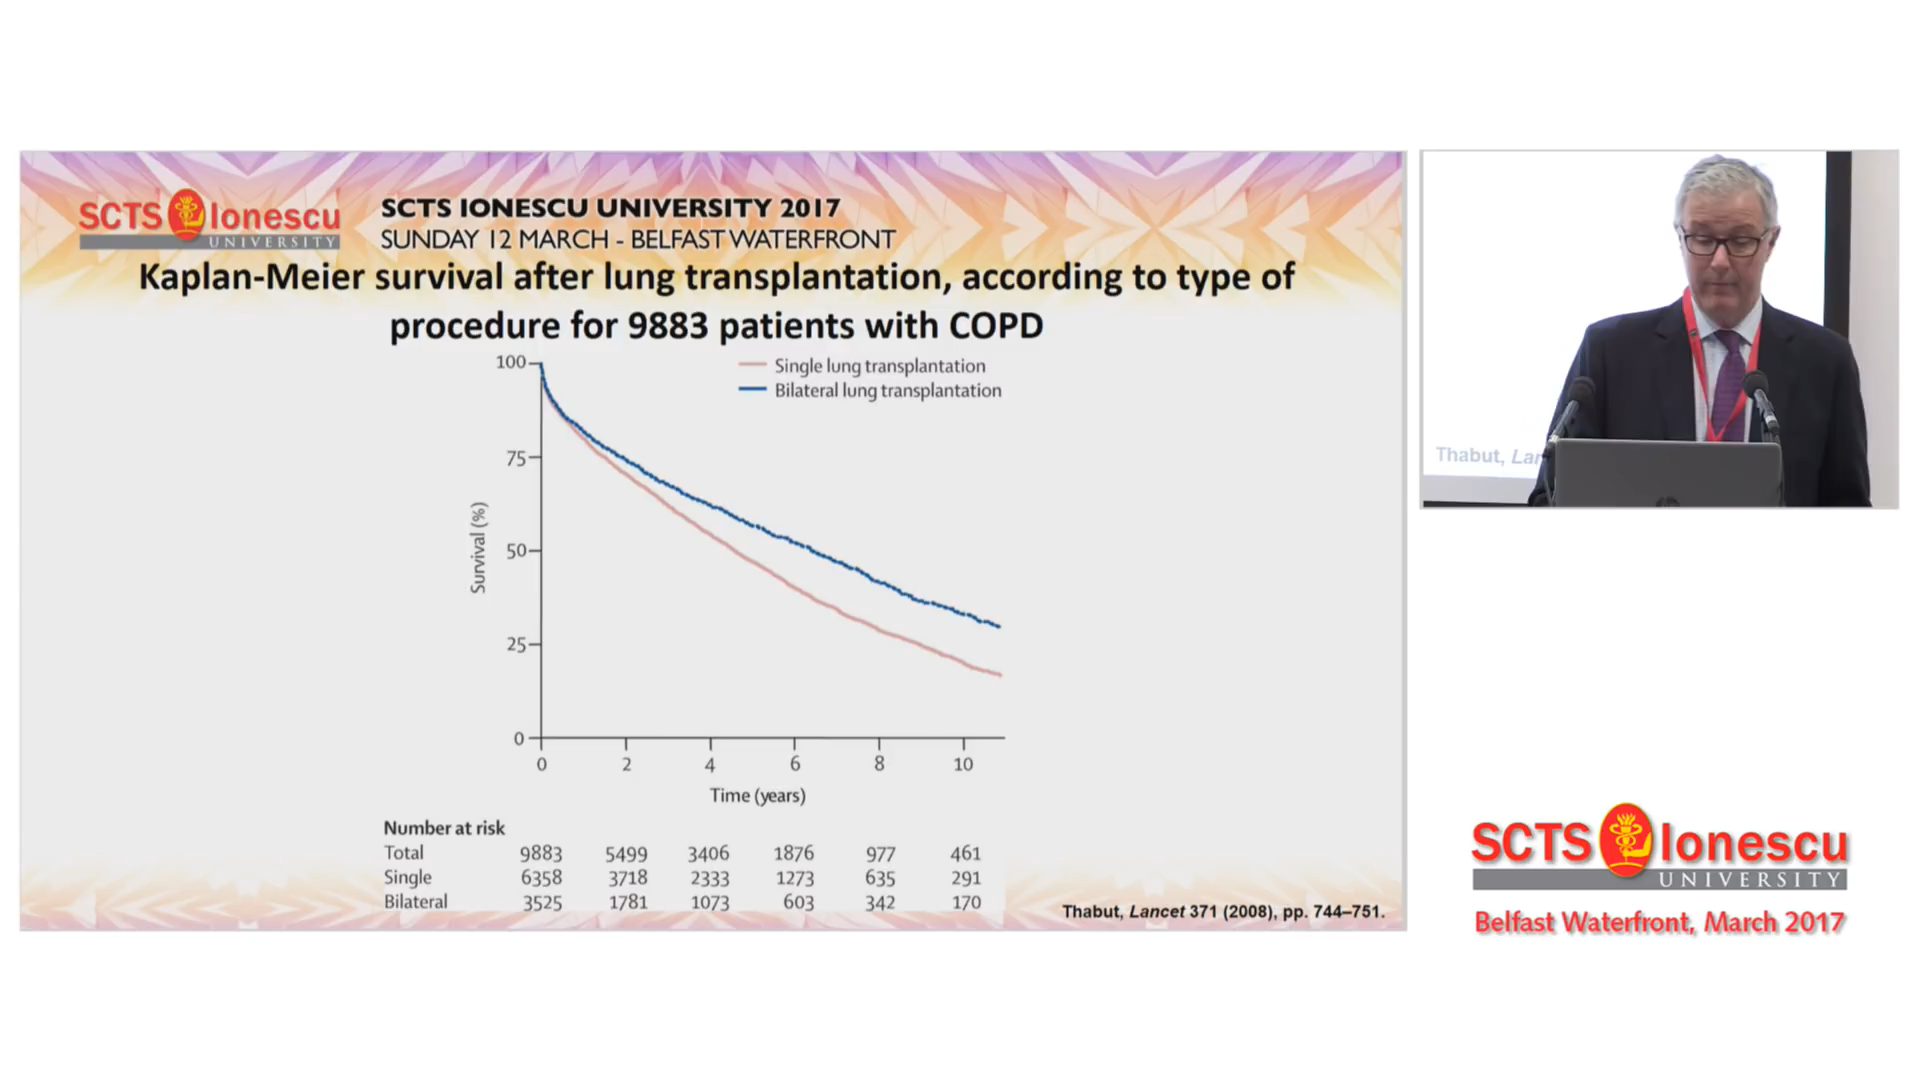 SCTS Ionescu
UNIVERSITY
SCTS IONESCU UNIVERSITY 2017
SUNDAY 12 MARCH - BELFAST WATERFRONT
Kaplan-Meier survival after lung transplantation, according to type of
procedure for 9883 patients with COPD
Single lung transplantation
Bilateral lung transplantation
100
75
50
25
0
Survival (%)
0 2 4 6 8 10
Time (years)
Number at risk
Total 9883 5499 3406 1876 977 461
Single 6358 3718 2333 1273 635 291
Bilateral 3525 1781 1073 603 342 170
Thabut, Lancet 371 (2008), pp. 744–751.
Thabut, Lan
SCTS Ionescu
UNIVERSITY
Belfast Waterfront, March 2017